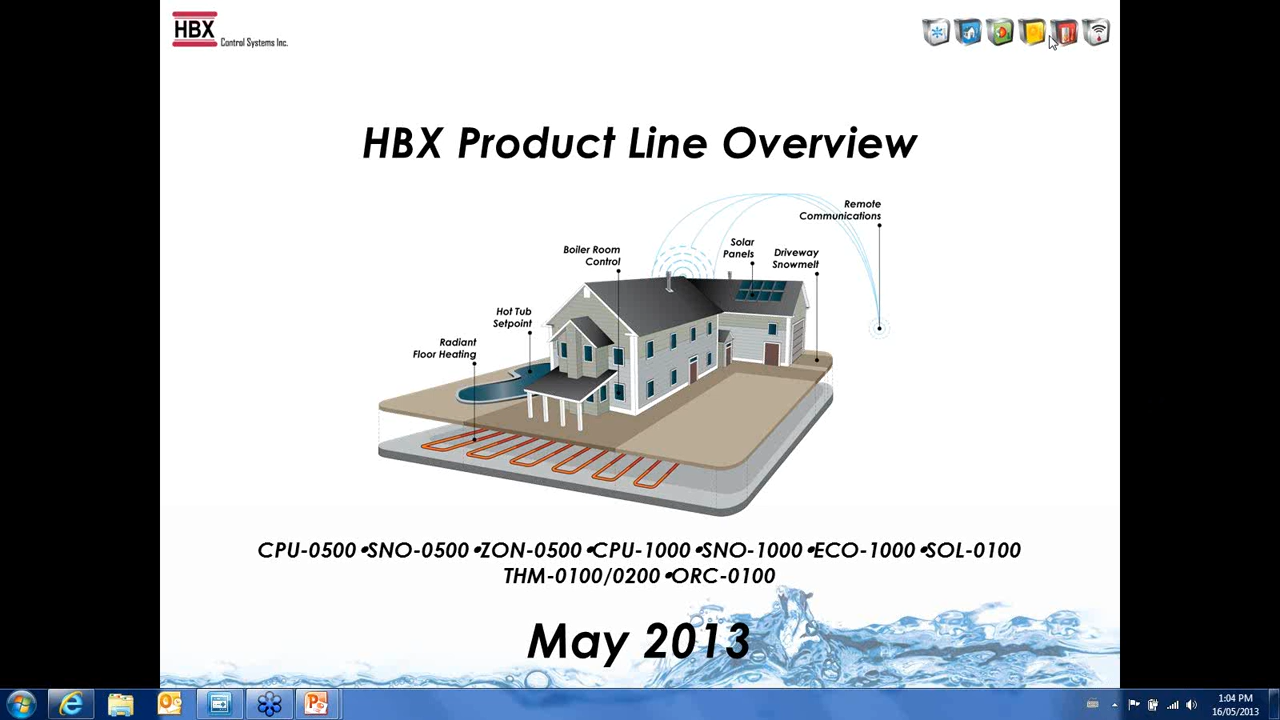 HBX
Control Systems Inc.
HBX Product Line Overview
Remote
Communications
Solar
Panels
Boiler Room
Control
Driveway
Snowmelt
Hot Tub
Setpoint
Radiant
Floor Heating
CPU-0500•SNO-0500•ZON-0500•CPU-1000•SNO-1000•ECO-1000•SOL-0100
THM-0100/0200•ORC-0100
May 2013
1:04 PM
16/05/2013